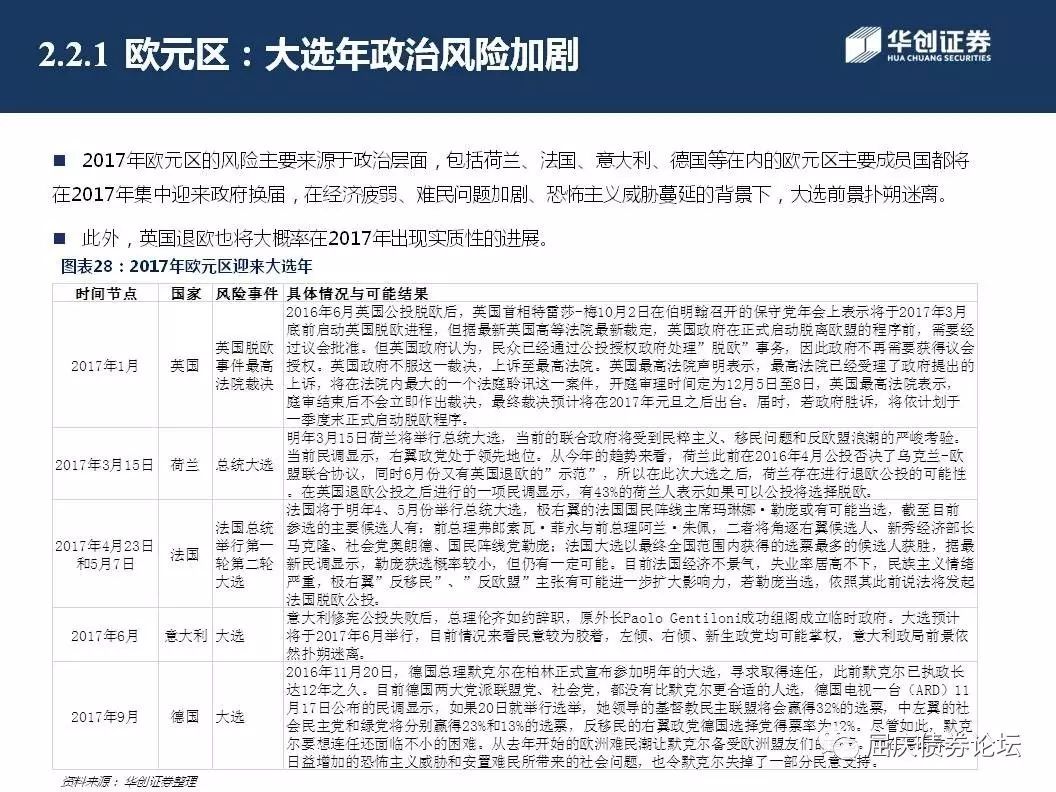 2.2.1 欧元区：大选年政治风险加剧
华创证券
HUA CHUANG SECURITIES
■ 2017年欧元区的风险主要来源于政治层面，包括荷兰、法国、意大利、德国等在内的欧元区主要成员国都将
在2017年集中迎来政府换届，在经济疲弱、难民问题加剧、恐怖主义威胁蔓延的背景下，大选前景扑朔迷离。
■ 此外，英国退欧也将大概率在2017年出现实质性的进展。
图表28：2017年欧元区迎来大选年
时间节点 国家 风险事件 具体情况与可能结果
2017年1月
英国
英国脱欧
事件最高
法院裁决
2016年6月英国公投脱欧后，英国首相特雷莎-梅10月2日在伯明翰召开的保守党年会上表示将于2017年3月
底前启动英国脱欧进程，但据最新英国高等法院最新裁定，英国政府在正式启动脱离欧盟的程序前，需要经
过议会批准。但英国政府认为，民众已经通过公投授权政府处理”脱欧”事务，因此政府不再需要获得议会
授权。英国政府不服这一裁决，上诉至最高法院。英国最高法院声明表示，最高法院已经受理了政府提出的
上诉，将在法院内最大的一个法庭聆讯这一案件，开庭审理时间定为12月5日至8日，英国最高法院表示，
庭审结束后不会立即作出裁决，最终裁决预计将在2017年元旦之后出台。届时，若政府胜诉，将依计划于
一季度末正式启动脱欧程序。
2017年3月15日
荷兰
总统大选
明年3月15日荷兰将举行总统大选，当前的联合政府将受到民粹主义、移民问题和反欧盟浪潮的严峻考验。
当前民调显示，右翼政党处于领先地位。从今年的趋势来看，荷兰此前在2016年4月公投否决了乌克兰-欧
盟联合协议，同时6月份又有英国退欧的”示范”，所以在此次大选之后，荷兰存在进行退欧公投的可能性
。在英国退欧公投之后进行的一项民调显示，有43%的荷兰人表示如果可以公投将选择脱欧。
2017年4月23日
和5月7日
法国
法国总统
举行第一
轮第二轮
大选
法国将于明年4、5月份举行总统大选，极右翼的法国国民阵线主席玛琳娜·勒庞或有可能当选，截至目前
参选的主要候选人有：前总理弗郎索瓦·菲永与前总理阿兰·朱佩，二者将角逐右翼候选人、新秀经济部长
马克隆、社会党奥朗德、国民阵线党勒庞；法国大选以最终全国范围内获得的选票最多的候选人获胜，据最
新民调显示，勒庞获选概率较小，但仍有一定可能。目前法国经济不景气，失业率居高不下，民族主义情绪
严重，极右翼”反移民”、”反欧盟”主张有可能进一步扩大影响力，若勒庞当选，依照其此前说法将发起
法国脱欧公投。
2017年6月
意大利
大选
意大利修宪公投失败后，总理伦齐如约辞职，原外长Paolo Gentiloni成功组阁成立临时政府。大选预计
将于2017年6月举行，目前情况来看民意较为胶着，左倾、右倾、新生政党均可能掌权，意大利政局前景依
然扑朔迷离。
2017年9月
德国
大选
2016年11月20日，德国总理默克尔在柏林正式宣布参加明年的大选，寻求取得连任，此前默克尔已执政长
达12年之久。目前德国两大党派联盟党、社会党，都没有比默克尔更合适的人选，德国电视一台（ARD）11
月17日公布的民调显示，如果20日就举行选举，她领导的基督教民主联盟将会赢得32%的选票，中左翼的社
会民主党和绿党将分别赢得23%和13%的选票，反移民的右翼政党德国选择党得票率为12%。尽管如此，默克
尔要想连任还面临不小的困难。从去年开始的欧洲难民潮让默克尔备受欧洲盟友们的
日益增加的恐怖主义威胁和安置难民所带来的社会问题，也令默克尔失掉了一部分民意支持。
屈庆债券论坛
资料来源：华创证券整理